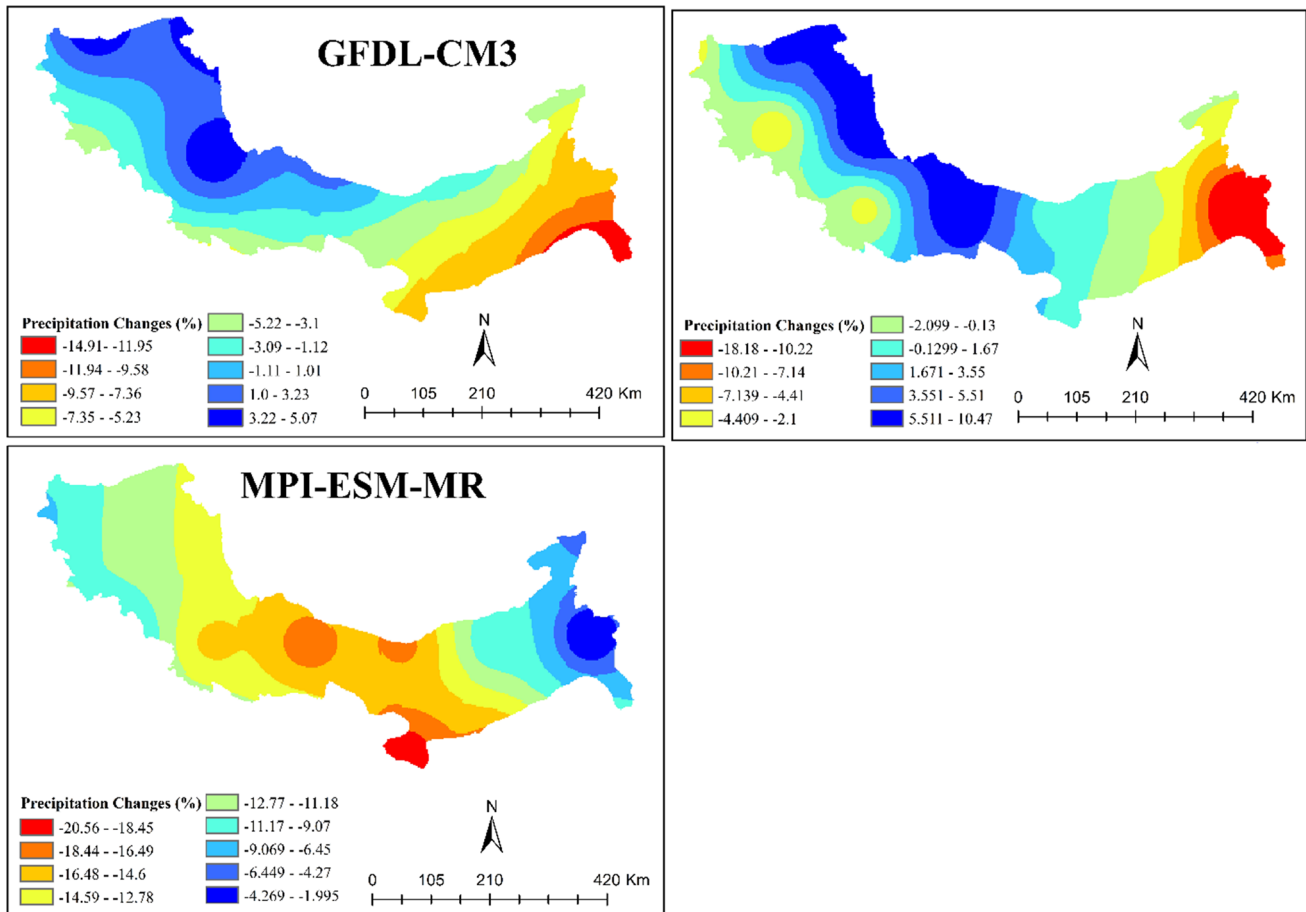 GFDL-CM3
Precipitation Changes (%)
-14.91 - -11.95
-11.94 - -9.58
-9.57 - -7.36
-7.35 - -5.23
-5.22 - -3.1
-3.09 - -1.12
-1.11 - 1.01
1.0 - 3.23
3.22 - 5.07
N
0 105 210 420 Km
Precipitation Changes (%)
-18.18 - -10.22
-10.21 - -7.14
-7.139 - -4.41
-4.409 - -2.1
-2.099 - -0.13
-0.1299 - 1.67
1.671 - 3.55
3.551 - 5.51
5.511 - 10.47
N
0 105 210 420 Km
MPI-ESM-MR
Precipitation Changes (%)
-20.56 - -18.45
-18.44 - -16.49
-16.48 - -14.6
-14.59 - -12.78
-12.77 - -11.18
-11.17 - -9.07
-9.069 - -6.45
-6.449 - -4.27
-4.269 - -1.995
N
0 105 210 420 Km